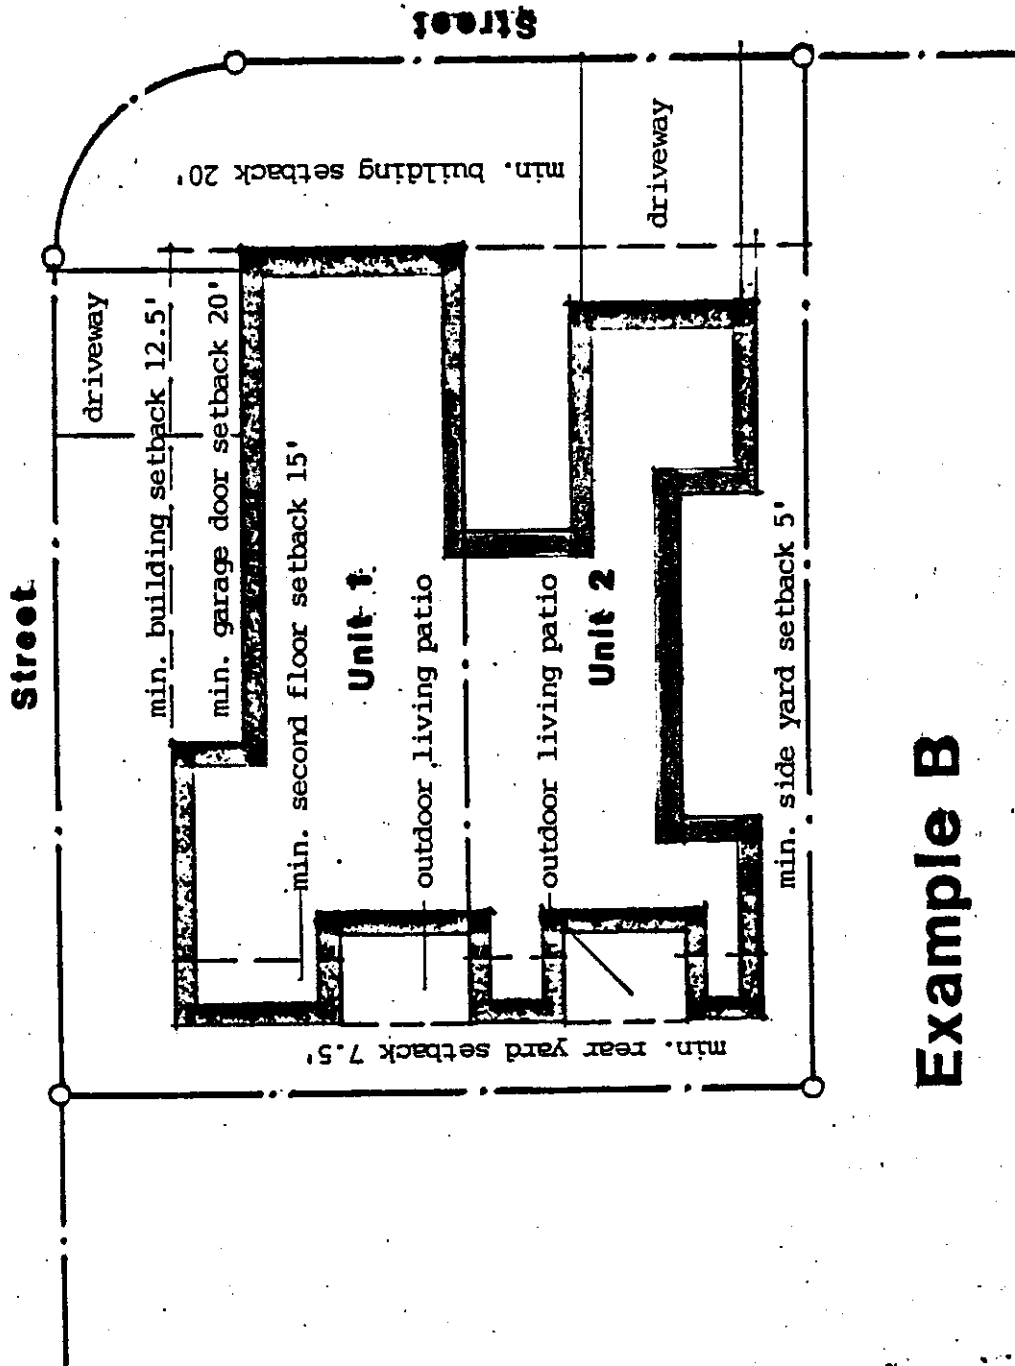 Street
Street
min. building setback 20'
driveway
driveway
min. building setback 12.5'
min. garage door setback 20'
min. second floor setback 15'
Unit 1
outdoor living patio
outdoor living patio
Unit 2
min. side yard setback 5'
min. rear yard setback 7.5'
Example B